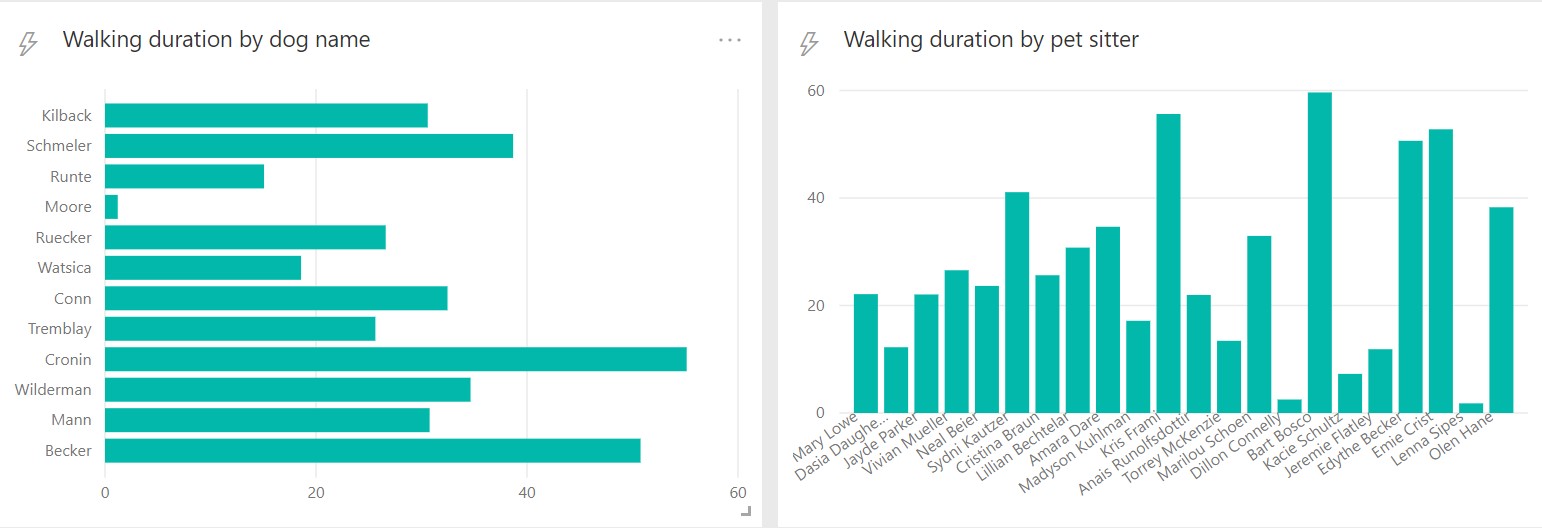 Walking duration by dog name
Kilback
Schmeler
Runte
Moore
Ruecker
Watsica
Conn
Tremblay
Cronin
Wilderman
Mann
Becker
0 20 40 60
Walking duration by pet sitter
60
40
20
0
Mary Lowe
Dasia Daughe...
Jayde Parker
Vivian Mueller
Neal Beier
Sydni Kautzer
Cristina Braun
Lillian Bechtelar
Amara Dare
Madyson Kuhlman
Kris Frami
Anais Runolfsdottir
Torrey McKenzie
Marilou Schoen
Dillon Connelly
Bart Bosco
Kacie Schultz
Jeremie Flatley
Edythe Becker
Emie Crist
Lenna Sipes
Olen Hane